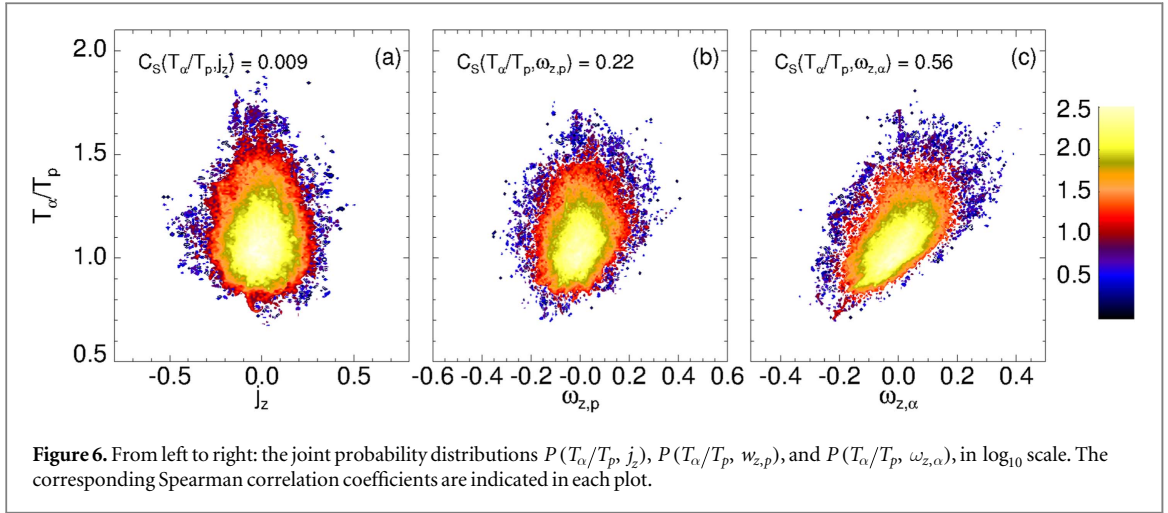 C_S(T_α/T_p,j_z) = 0.009 (a)
C_S(T_α/T_p,ω_z,p) = 0.22 (b)
C_S(T_α/T_p,ω_z,α) = 0.56 (c)
2.0
1.5
1.0
0.5
T_α/T_p
-0.5 0.0 0.5
j_z
-0.6 -0.4 -0.2 -0.0 0.2 0.4 0.6
ω_z,p
-0.4 -0.2 0.0 0.2 0.4
ω_z,α
2.5
2.0
1.5
1.0
0.5
Figure 6. From left to right: the joint probability distributions P (T_α/T_p, j_z), P (T_α/T_p, w_z,p), and P (T_α/T_p, ω_z,α), in log₁₀ scale. The
corresponding Spearman correlation coefficients are indicated in each plot.